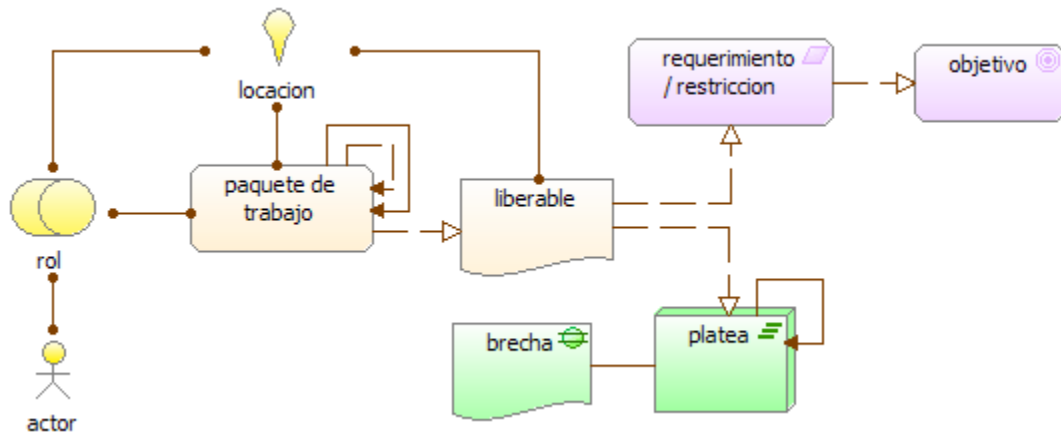 locacion
requerimiento
/ restriccion
objetivo
paquete de
trabajo
liberable
rol
brecha
platea
actor